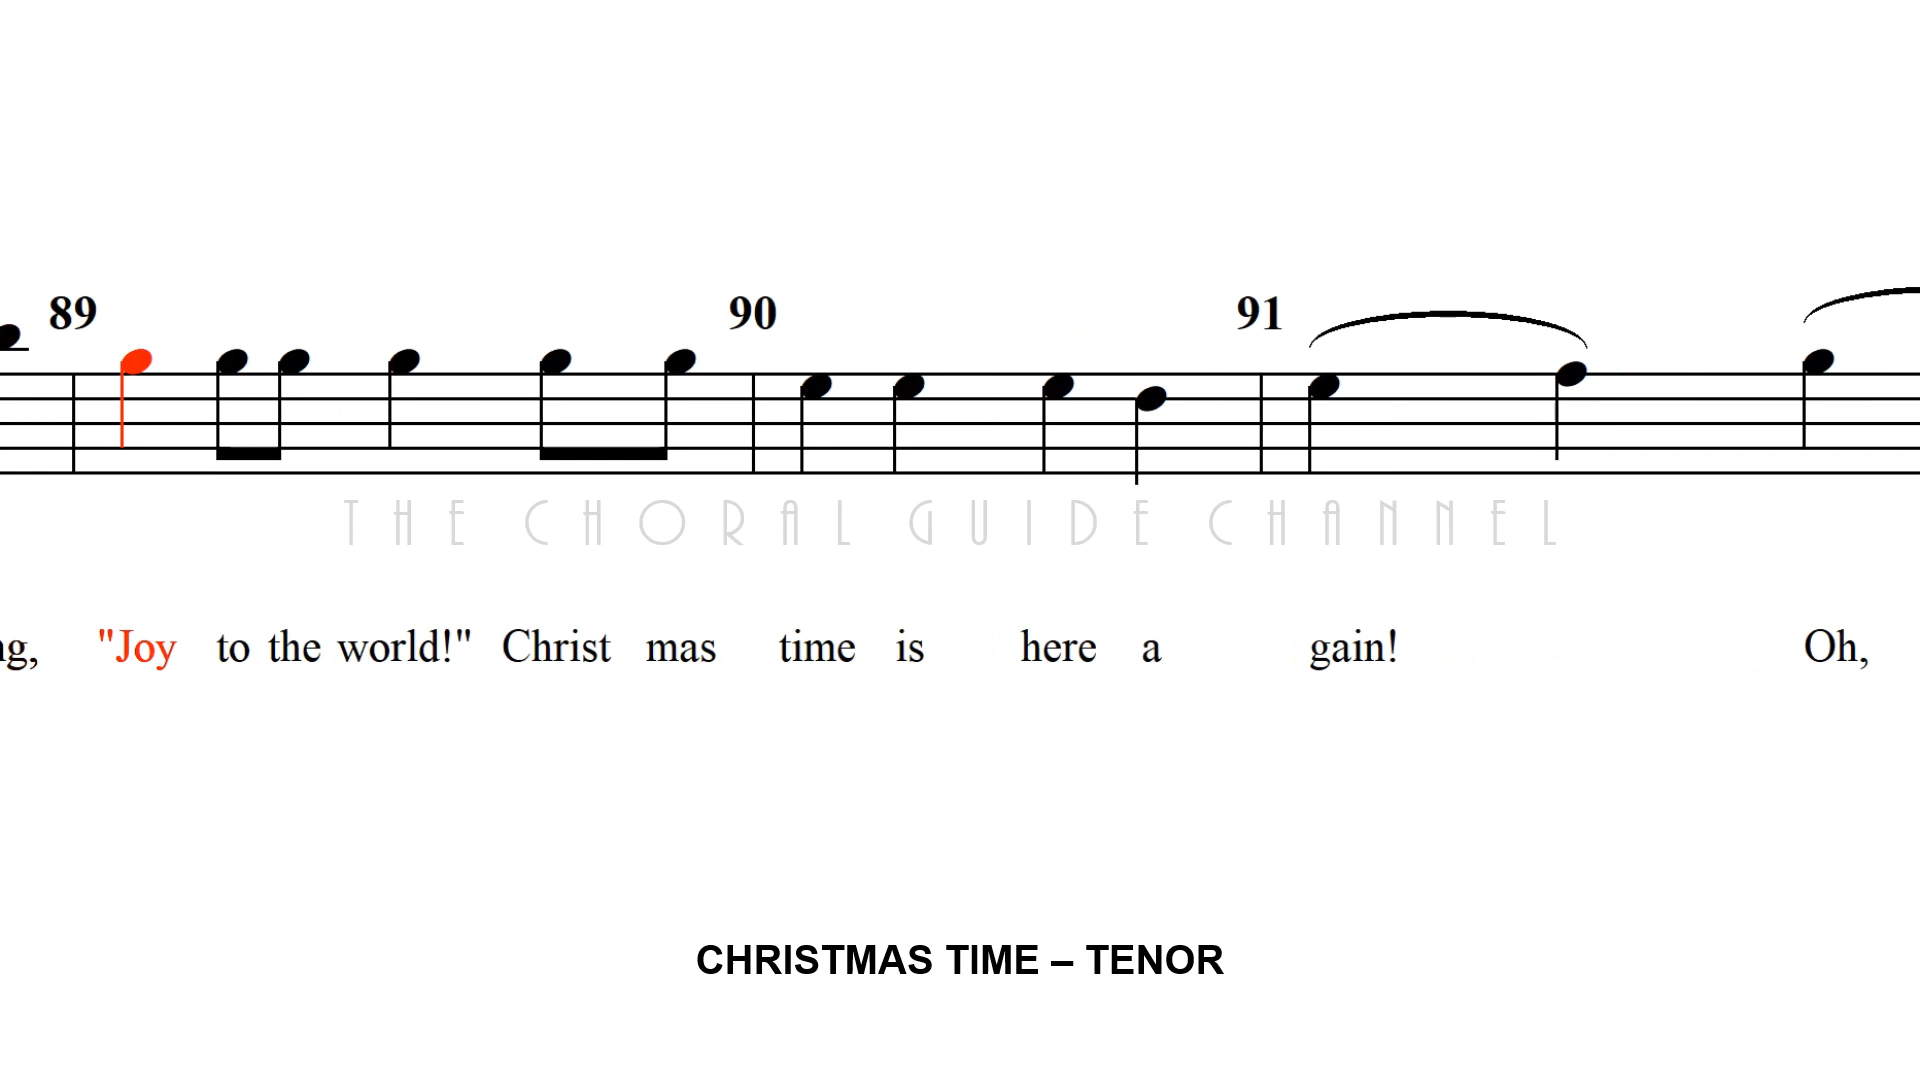 89 90 91
THE CHORAL GUIDE CHANNEL
"Joy to the world!" Christ mas time is here a gain! Oh,
CHRISTMAS TIME – TENOR